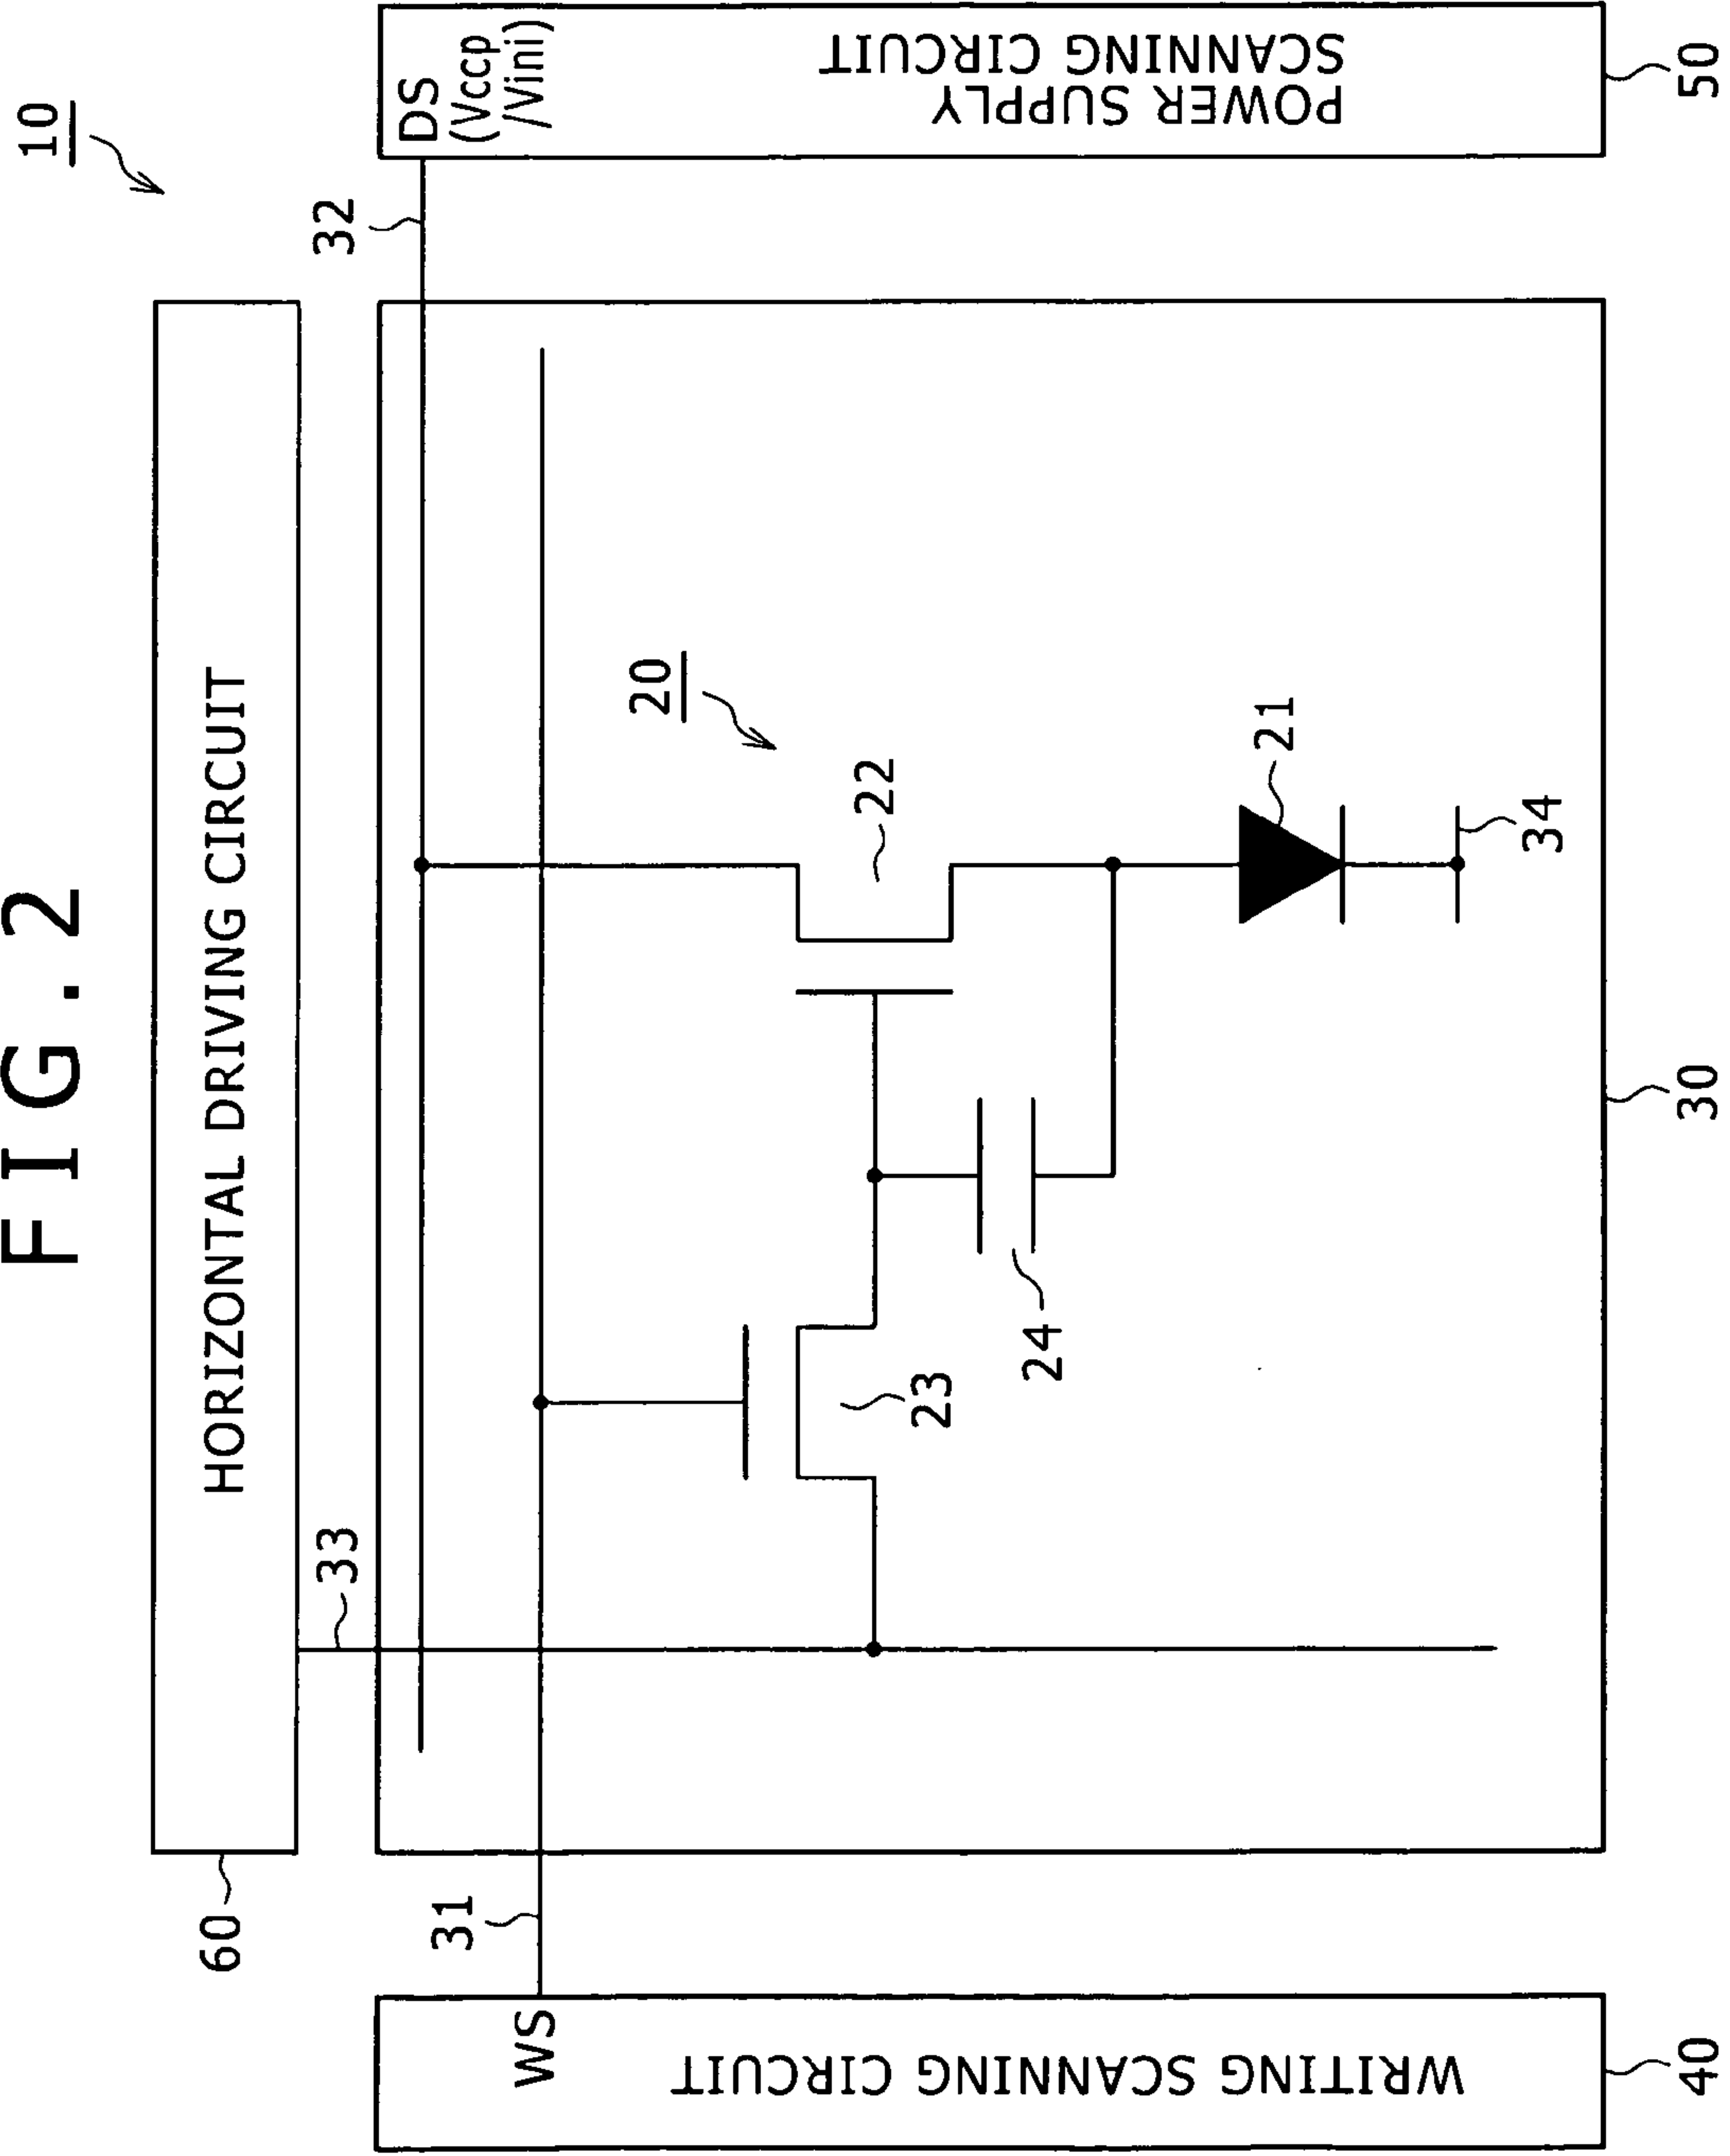 FIG. 2
10
HORIZONTAL DRIVING CIRCUIT
60
33
32
31
WS
DS
(Vccp
/Vini)
20
22
23
24
21
34
WRITING SCANNING CIRCUIT
POWER SUPPLY
SCANNING CIRCUIT
40
30
50